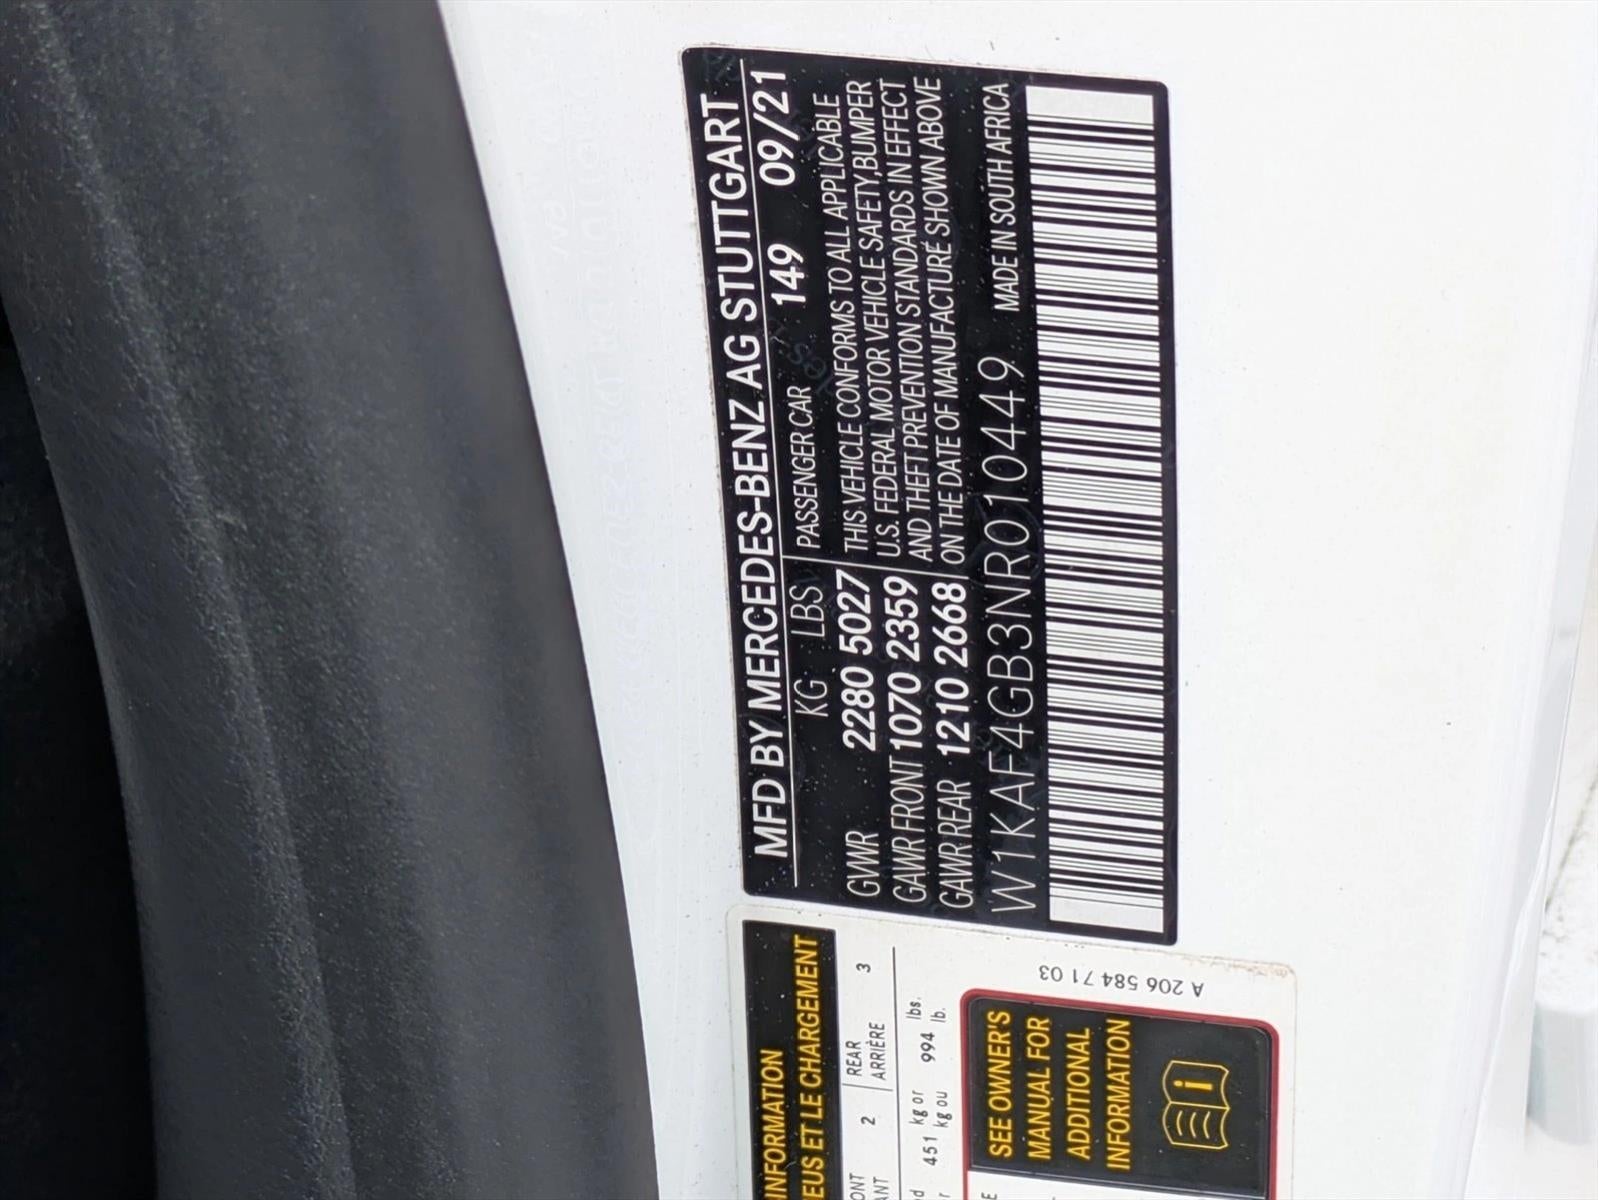 MFD BY MERCEDES-BENZ AG STUTTGART
KG LBS PASSENGER CAR 149 09/21
GVWR 2280 5027
GAWR FRONT 1070 2359
GAWR REAR 1210 2668
THIS VEHICLE CONFORMS TO ALL APPLICABLE
U.S. FEDERAL MOTOR VEHICLE SAFETY,BUMPER
AND THEFT PREVENTION STANDARDS IN EFFECT
ON THE DATE OF MANUFACTURE SHOWN ABOVE
W1KAF4GB3NR010449 MADE IN SOUTH AFRICA
INFORMATION
EUS ET LE CHARGEMENT
ONT 2 REAR 3
ANT ARRIÈRE
451 kg or 994 lbs.
kg ou lb.
SEE OWNER'S
MANUAL FOR
ADDITIONAL
INFORMATION
A 206 584 71 03